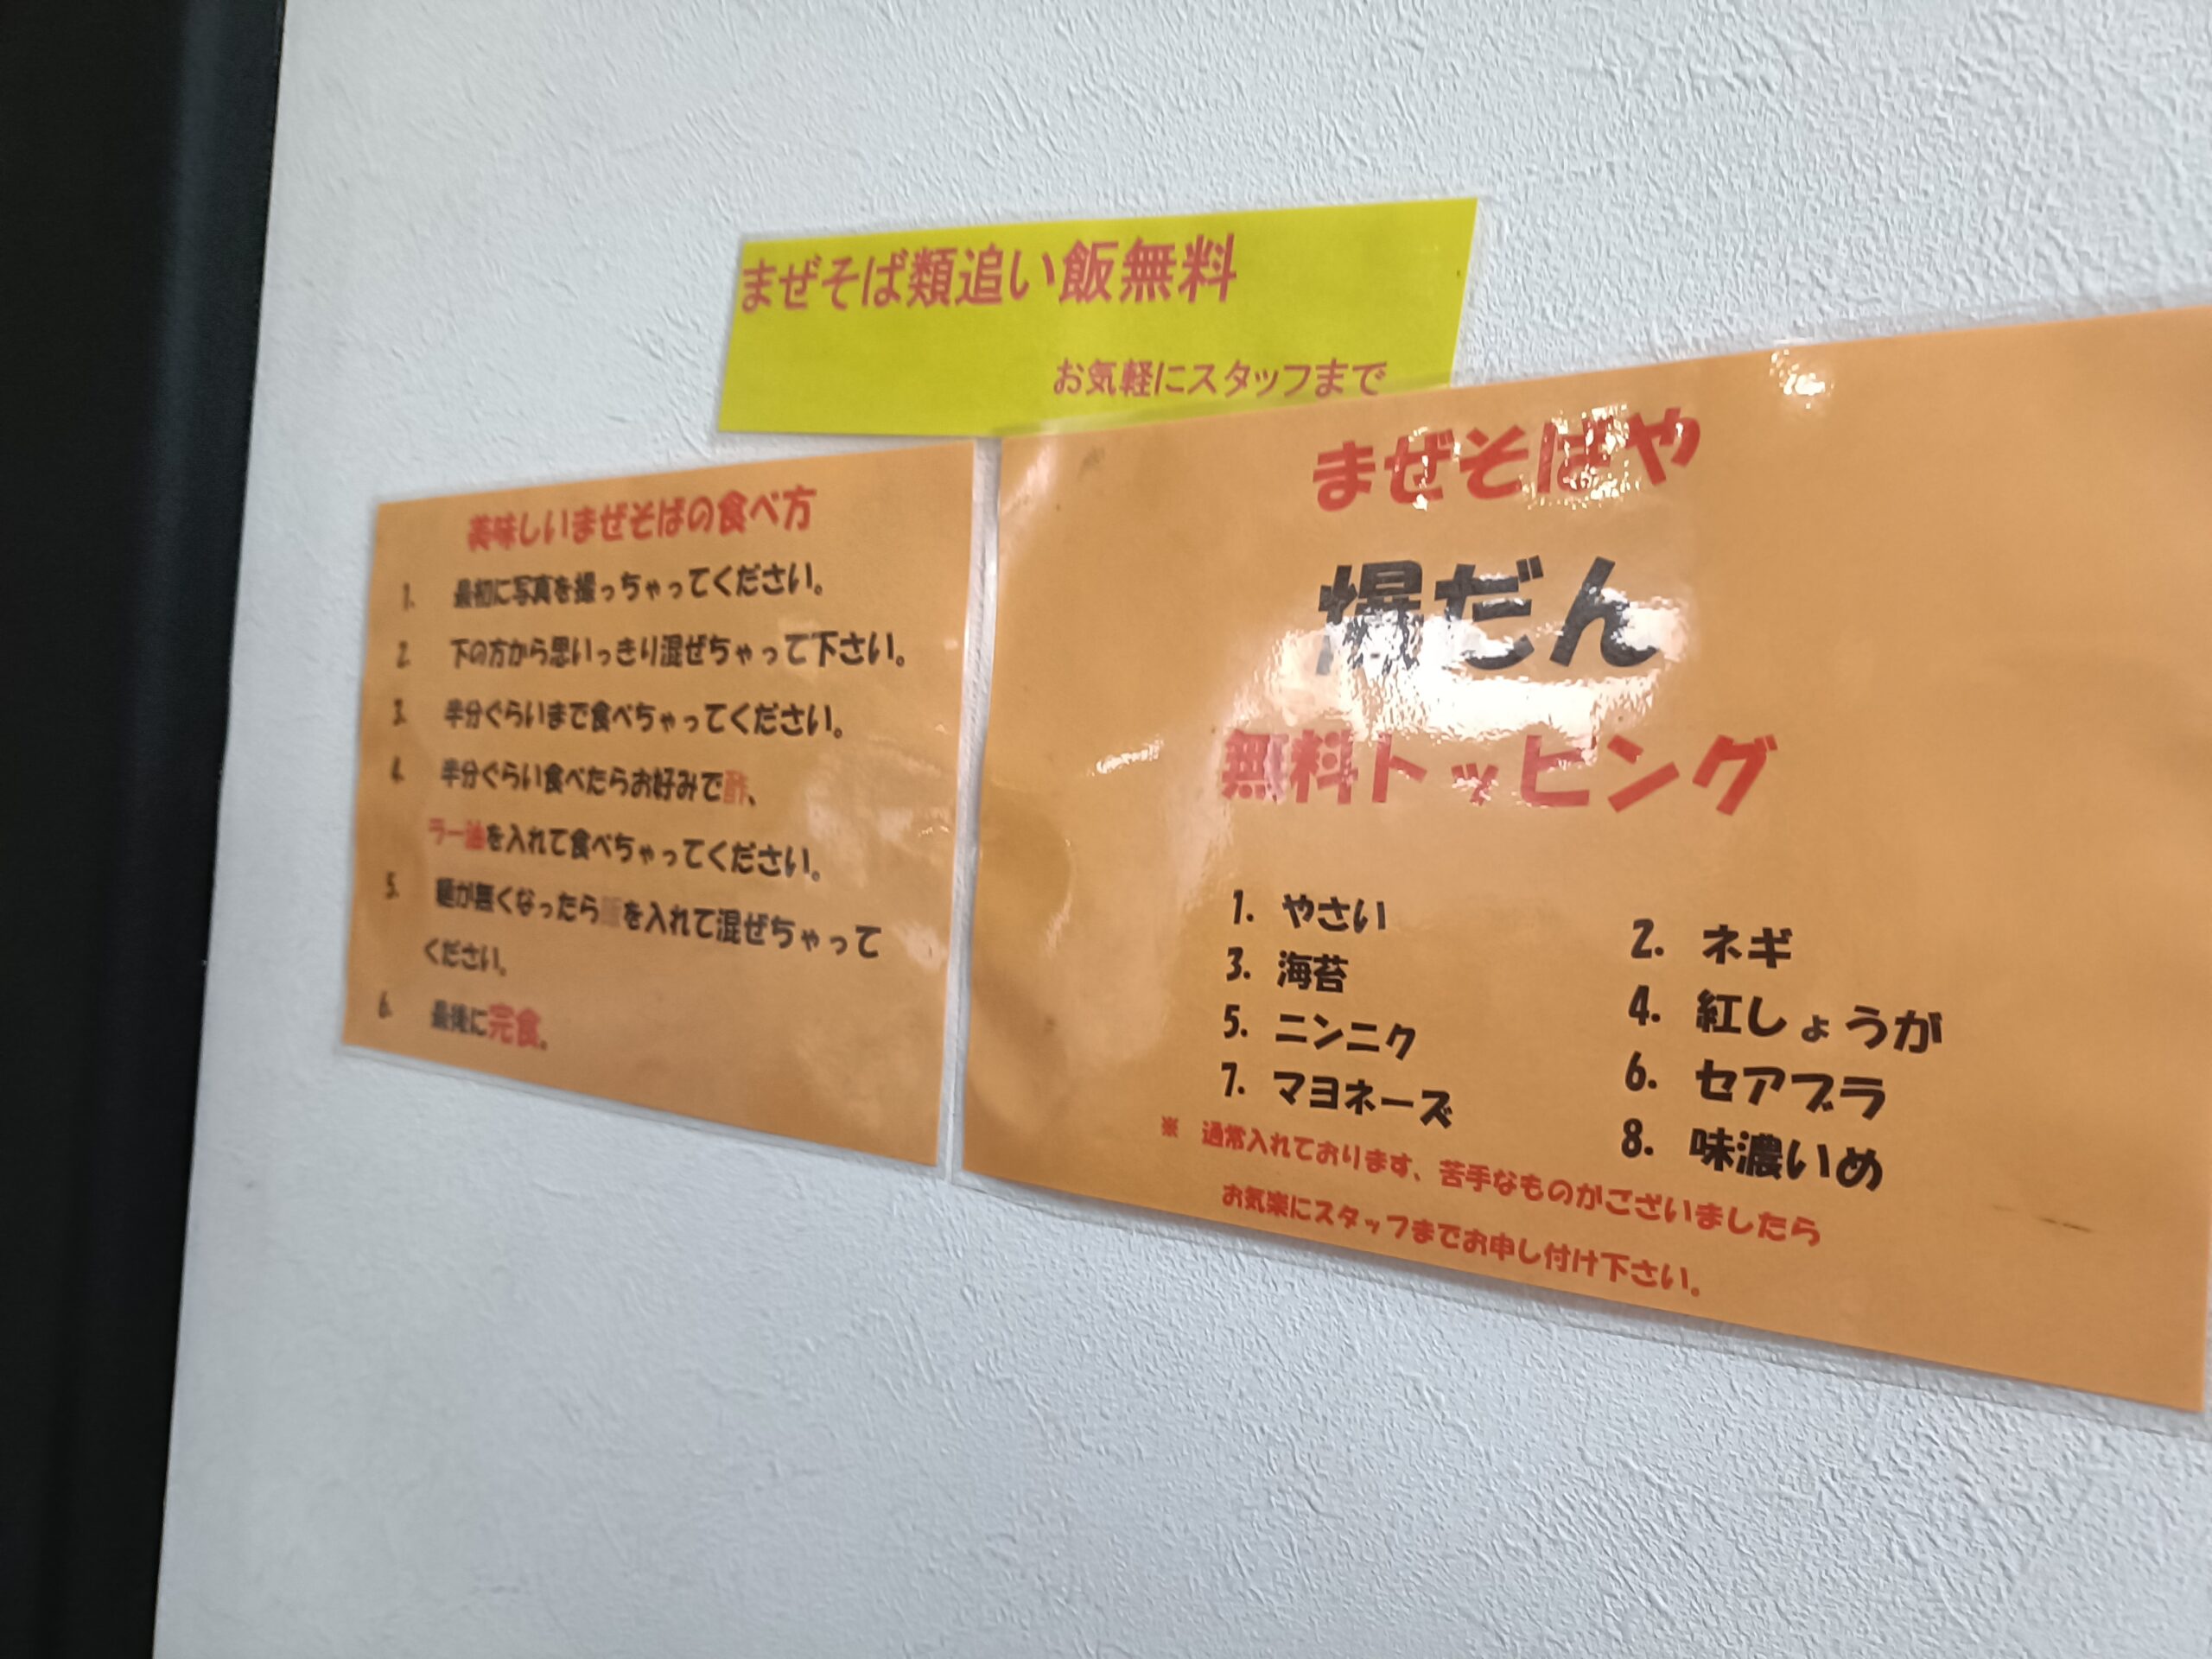 まぜそば類追い飯無料
お気軽にスタッフまで
美味しいまぜそばの食べ方
1. 最初に写真を撮っちゃってください。
2. 下の方から思いっきり混ぜちゃって下さい。
3. 半分ぐらいまで食べちゃってください。
4. 半分ぐらい食べたらお好みで酢、
ラー油を入れて食べちゃってください。
5. 麺が無くなったらを入れて混ぜちゃって
ください。
6. 最後に完食。
まぜそばや
爆だん
無料トッピング
1. やさい 2. ネギ
3. 海苔 4. 紅しょうが
5. ニンニク 6. セアブラ
7. マヨネーズ 8. 味濃いめ
※ 通常入れております、苦手なものがございましたら
お気楽にスタッフまでお申し付け下さい。